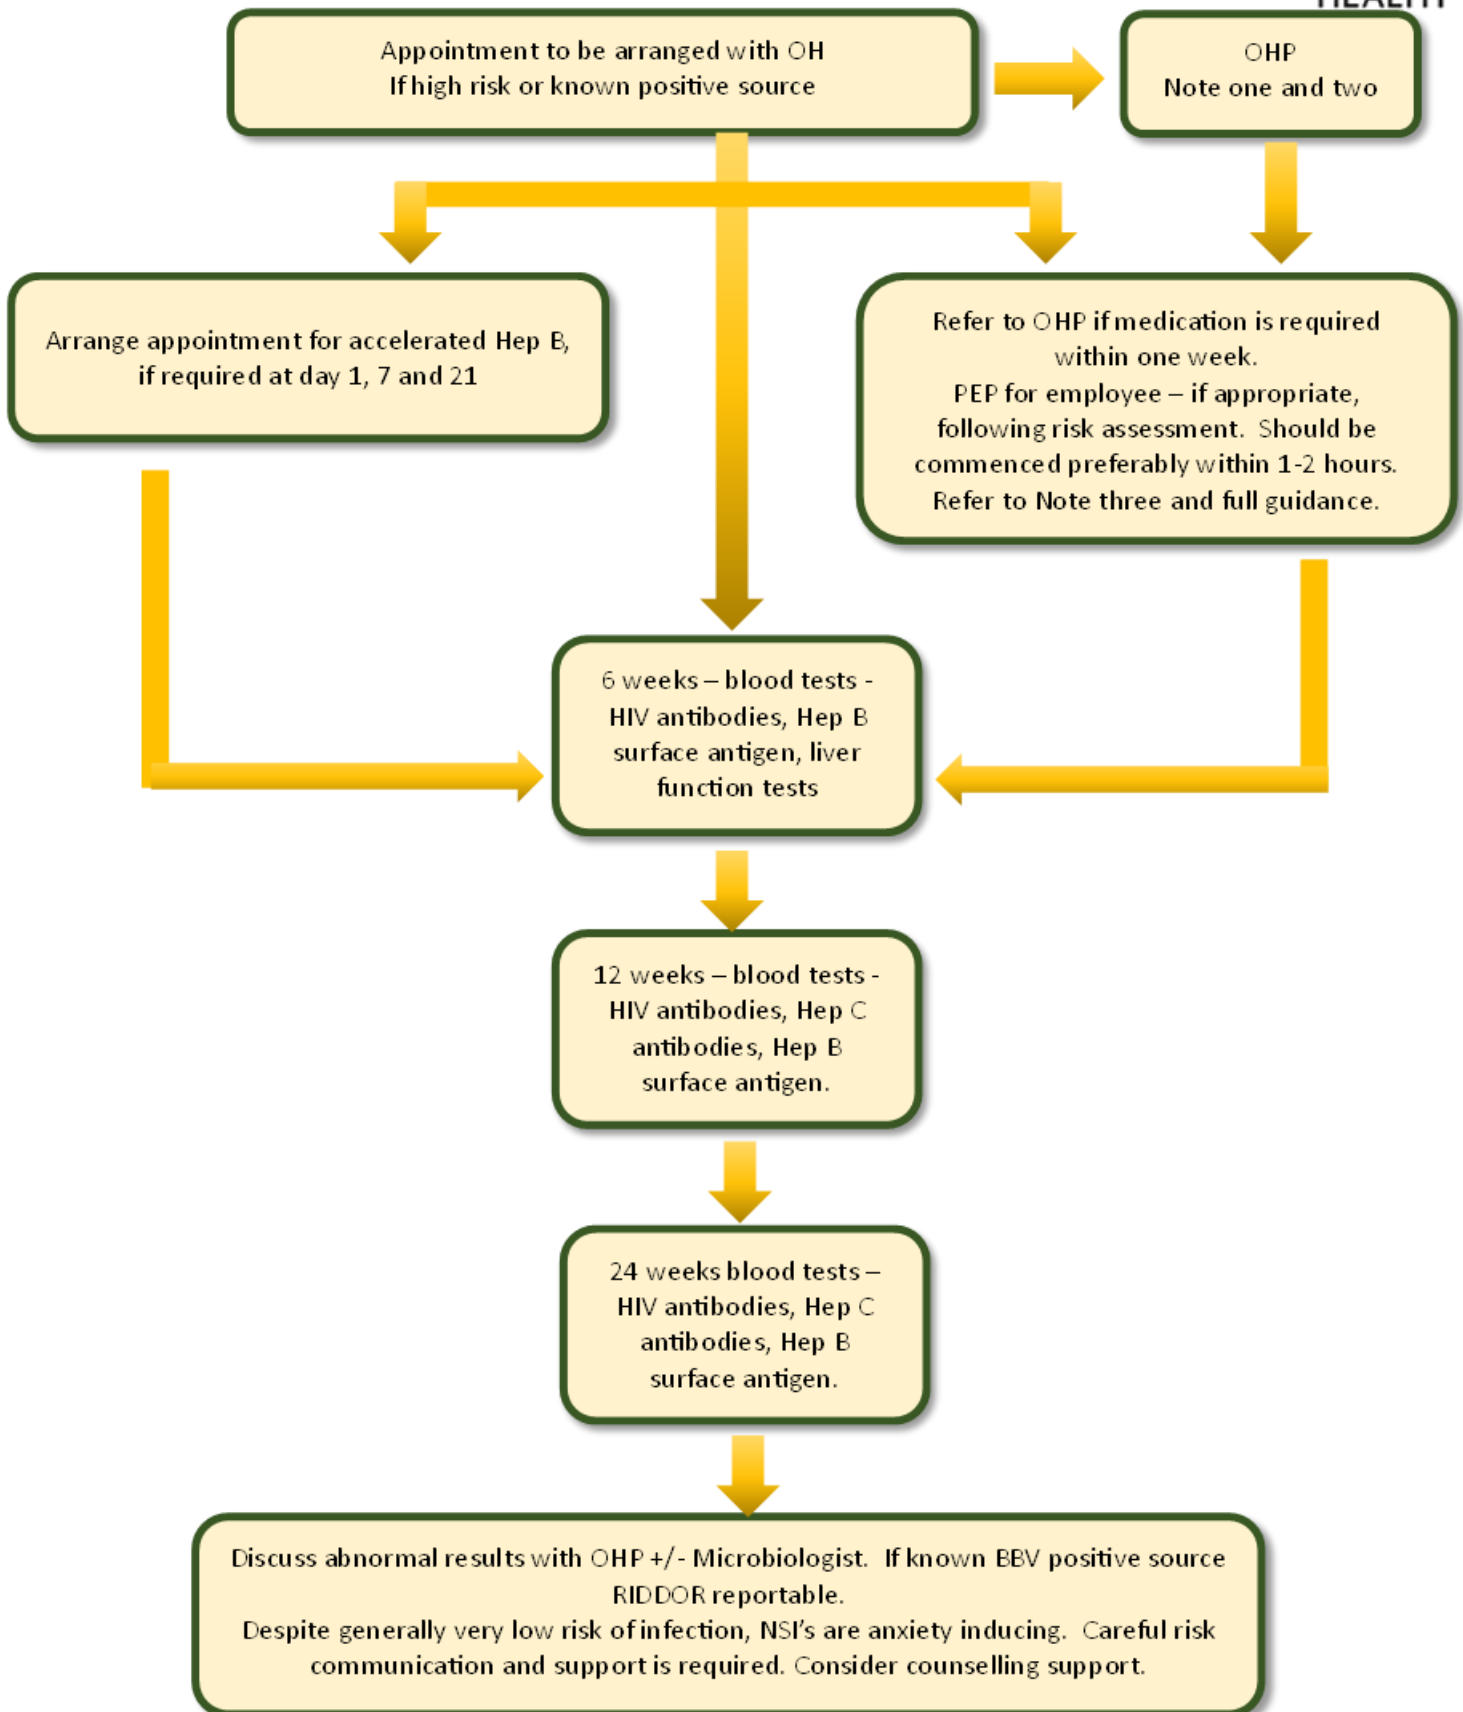 HEALTH
Appointment to be arranged with OH
If high risk or known positive source
OHP
Note one and two
Arrange appointment for accelerated Hep B,
if required at day 1, 7 and 21
Refer to OHP if medication is required
within one week.
PEP for employee – if appropriate,
following risk assessment.  Should be
commenced preferably within 1-2 hours.
Refer to Note three and full guidance.
6 weeks – blood tests -
HIV antibodies, Hep B
surface antigen, liver
function tests
12 weeks – blood tests -
HIV antibodies, Hep C
antibodies, Hep B
surface antigen.
24 weeks blood tests –
HIV antibodies, Hep C
antibodies, Hep B
surface antigen.
Discuss abnormal results with OHP +/- Microbiologist.  If known BBV positive source
RIDDOR reportable.
Despite generally very low risk of infection, NSI's are anxiety inducing.  Careful risk
communication and support is required. Consider counselling support.